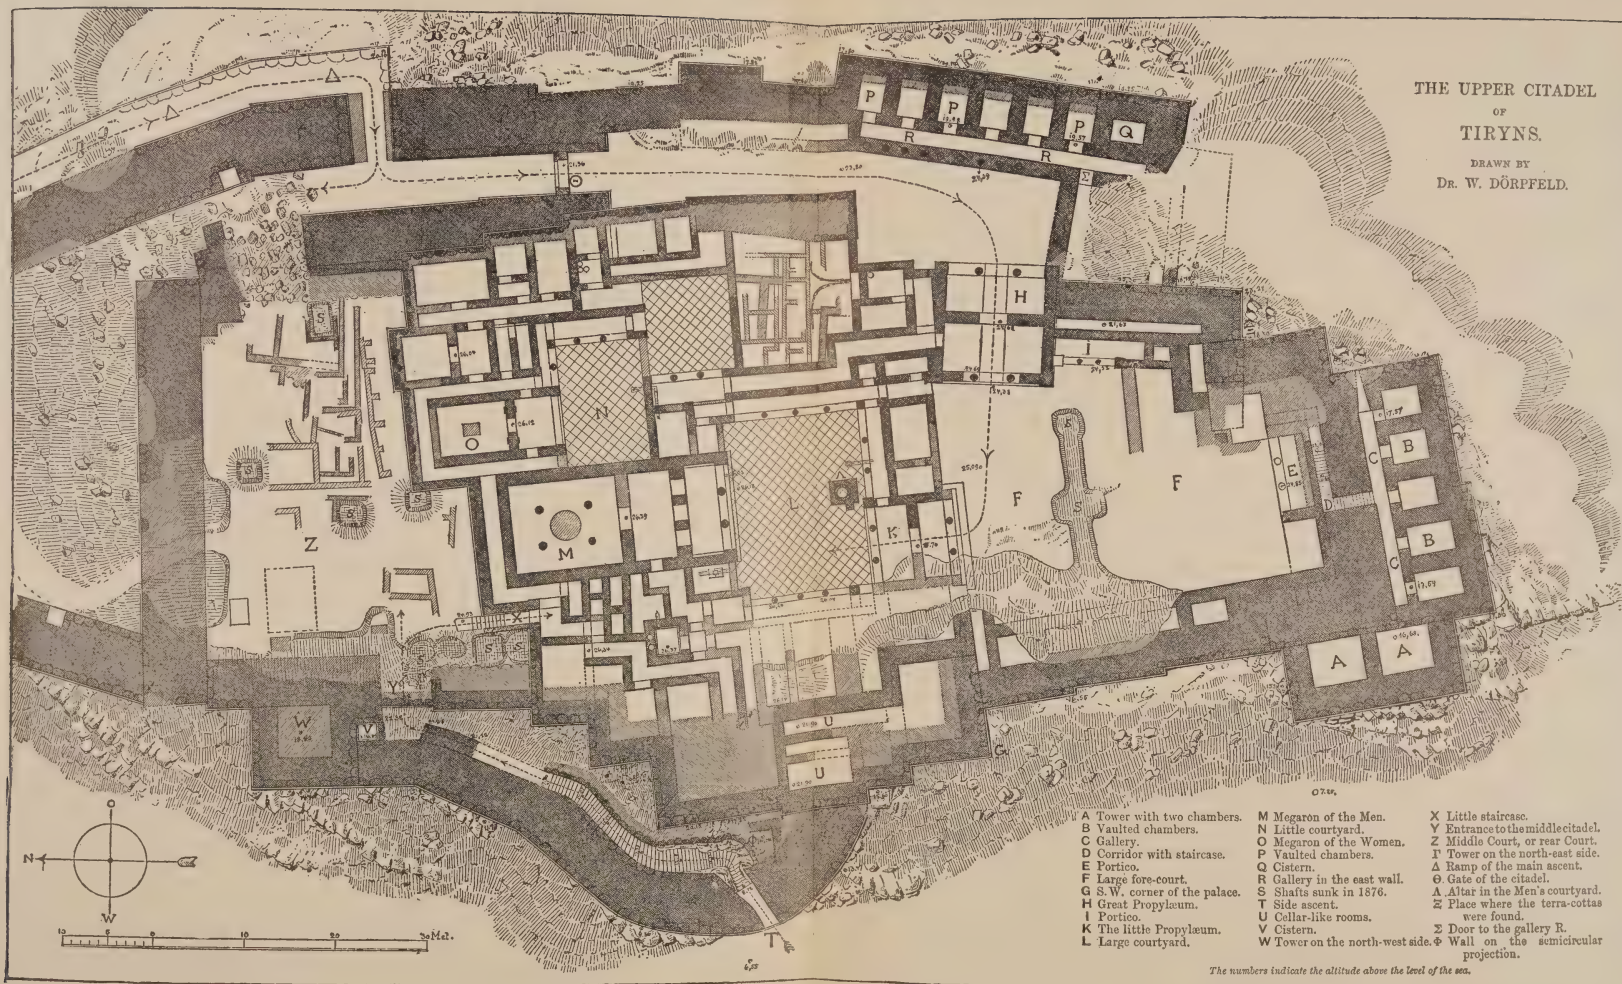 THE UPPER CITADEL
OF
TIRYNS.
DRAWN BY
Dr. W. DÖRPFELD.
A Tower with two chambers.
B Vaulted chambers.
C Gallery.
D Corridor with staircase.
E Portico.
F Large fore-court.
G S.W. corner of the palace.
H Great Propylæum.
I Portico.
K The little Propylæum.
L Large courtyard.
M Megaron of the Men.
N Little courtyard.
O Megaron of the Women.
P Vaulted chambers.
Q Cistern.
R Gallery in the east wall.
S Shafts sunk in 1876.
T Side ascent.
U Cellar-like rooms.
V Cistern.
W Tower on the north-west side.
X Little staircase.
Y Entrance to the middle citadel.
Z Middle Court, or rear Court.
Γ Tower on the north-east side.
Δ Ramp of the main ascent.
Θ Gate of the citadel.
Λ Altar in the Men's courtyard.
Ξ Place where the terra-cottas
were found.
Σ Door to the gallery R.
Φ Wall on the semicircular
projection.
The numbers indicate the altitude above the level of the sea.
Δ
Δ
P
P
P
Q
R
R
Σ
Θ
H
I
S
N
O
M
L
K
F
F
E
D
C
C
B
B
A
A
S
S
S
S
S
Z
X
Y
W
V
U
U
G
T
N
O
W
10 5 0 10 20 30 Met.